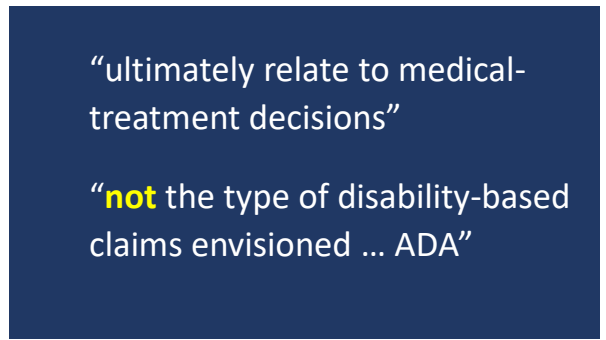 “ultimately relate to medical-
treatment decisions”
“not the type of disability-based
claims envisioned … ADA”